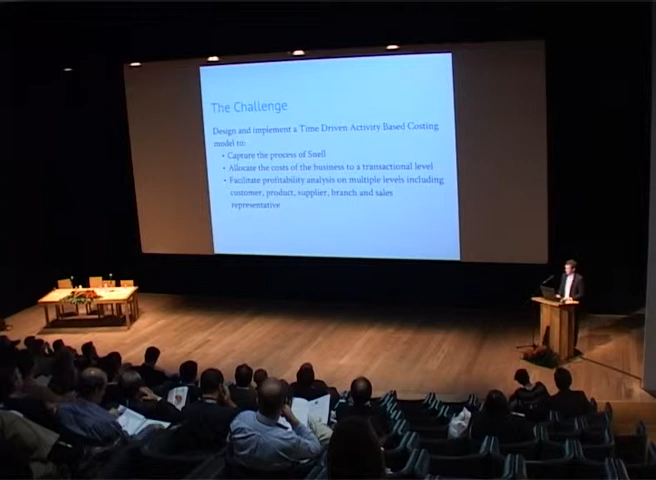 The Challenge
Design and implement a Time Driven Activity Based Costing
model to:
• Capture the process of Snell
• Allocate the costs of the business to a transactional level
• Facilitate profitability analysis on multiple levels including
customer, product, supplier, branch and sales
representative